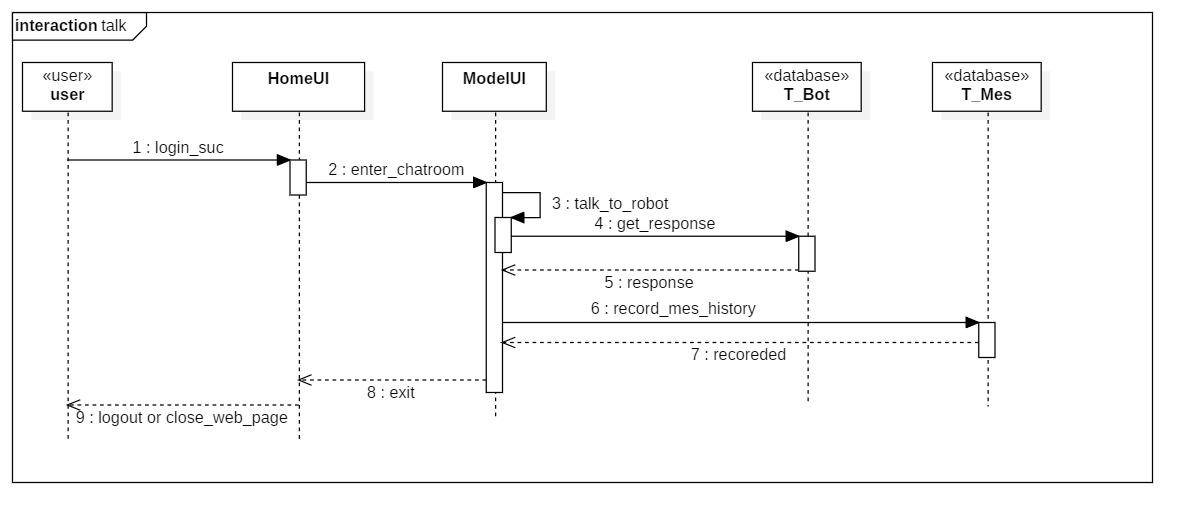 interaction talk
«user»
user
HomeUI
ModelUI
«database»
T_Bot
«database»
T_Mes
1 : login_suc
2 : enter_chatroom
3 : talk_to_robot
4 : get_response
5 : response
6 : record_mes_history
7 : recoreded
8 : exit
9 : logout or close_web_page